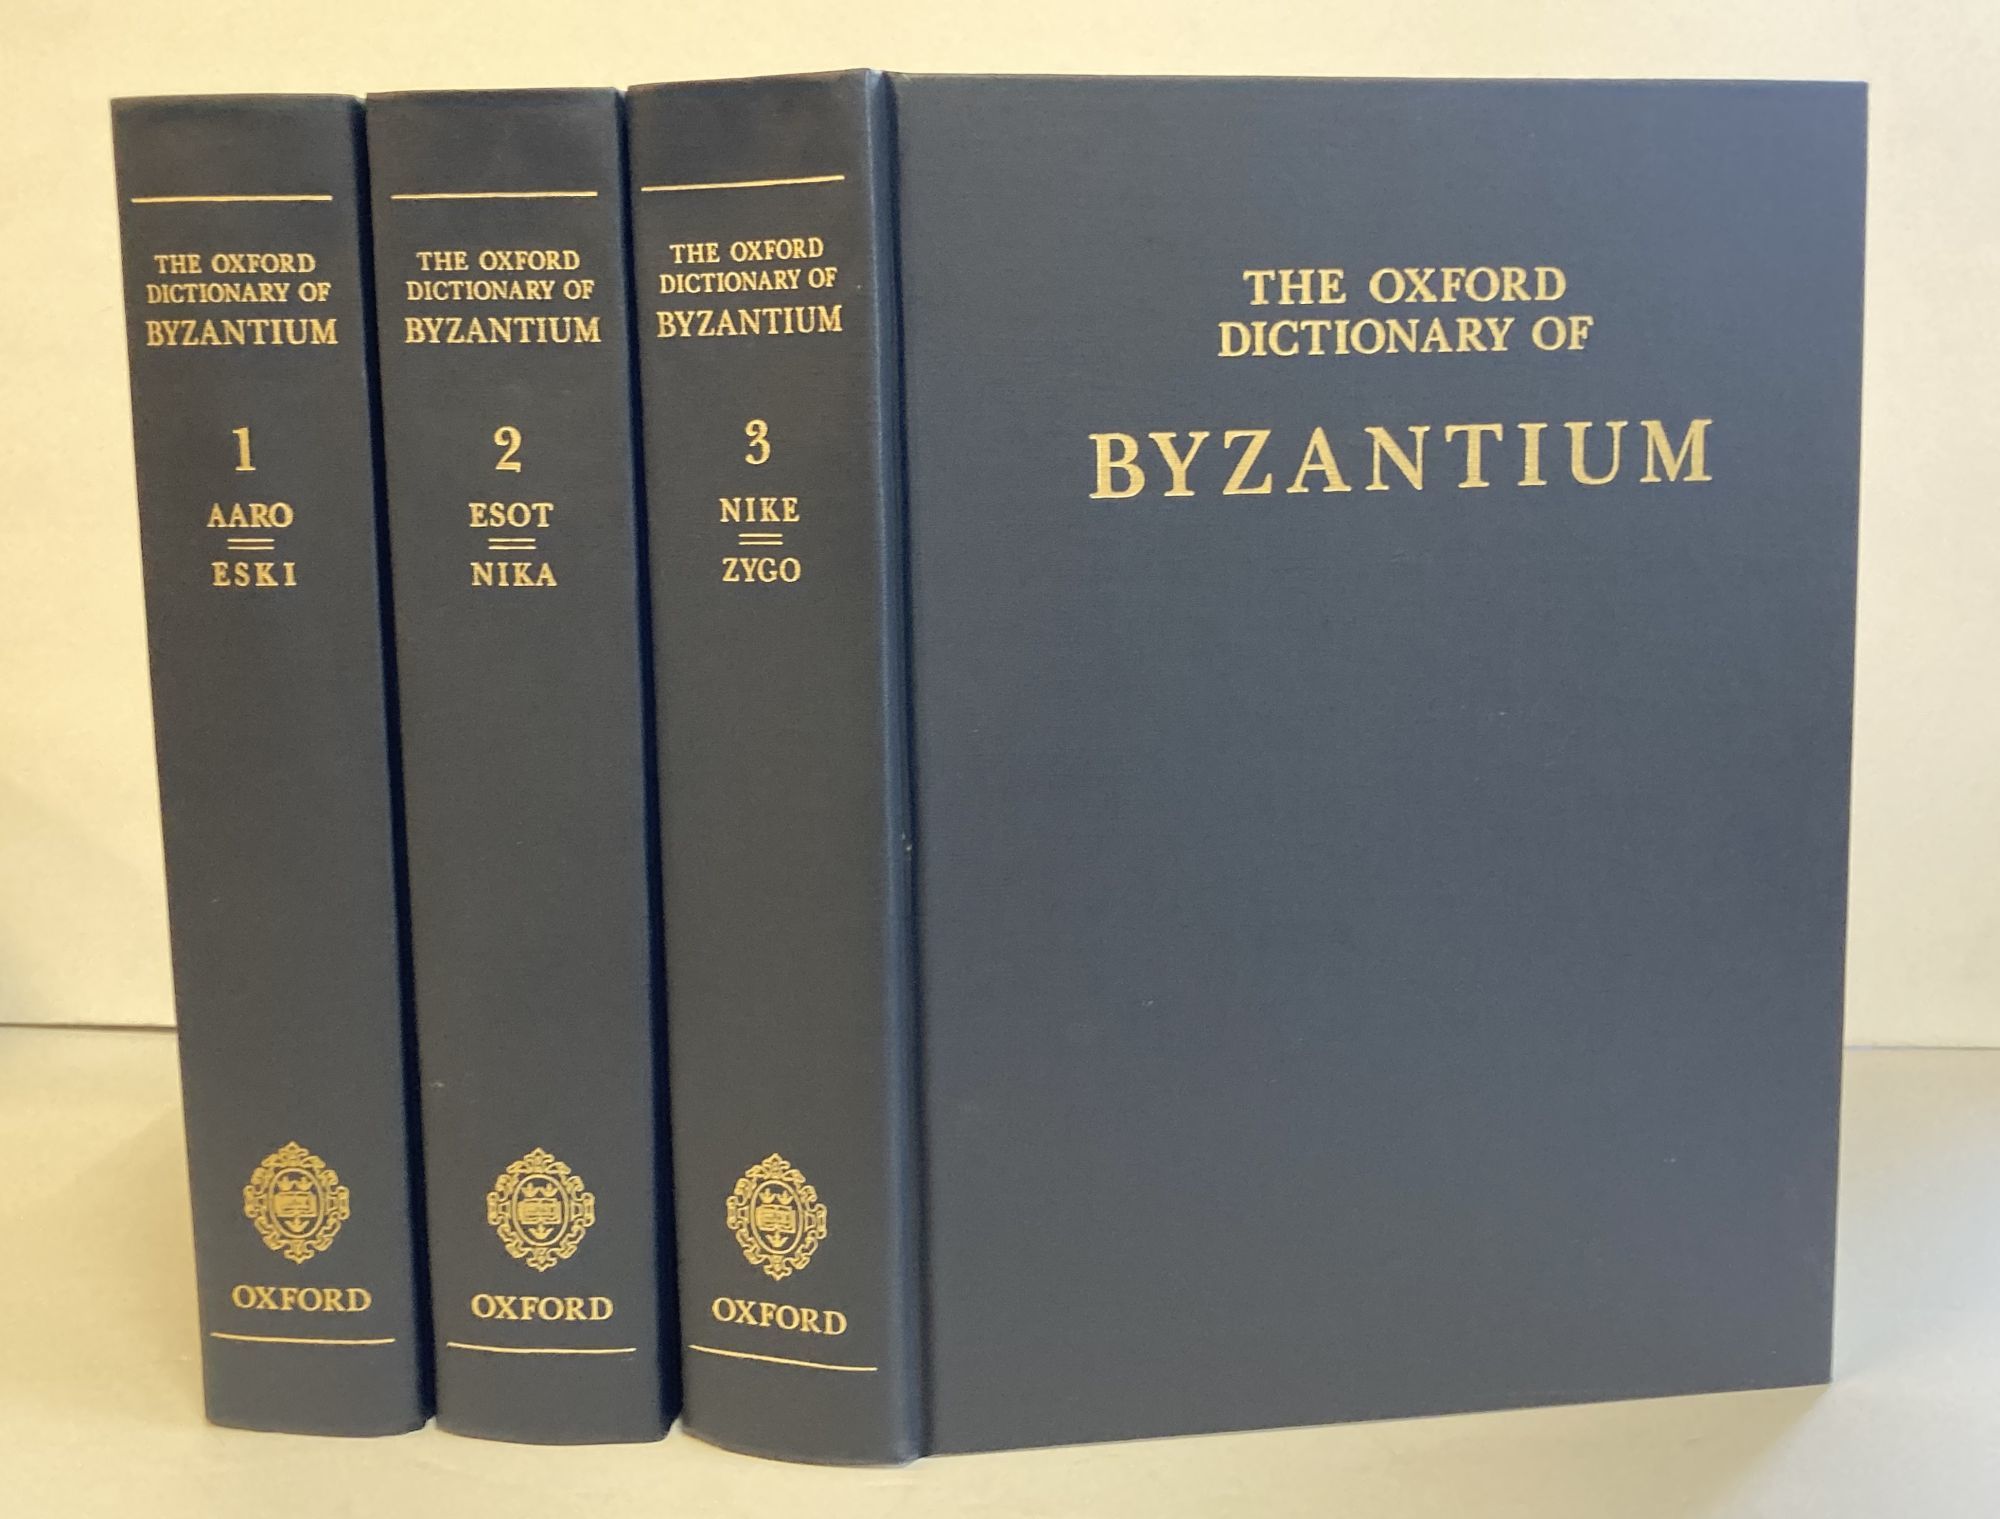 THE OXFORD
DICTIONARY OF
BYZANTIUM
1
AARO
ESKI
OXFORD
THE OXFORD
DICTIONARY OF
BYZANTIUM
2
ESOT
NIKA
OXFORD
THE OXFORD
DICTIONARY OF
BYZANTIUM
3
NIKE
ZYGO
OXFORD
THE OXFORD
DICTIONARY OF
BYZANTIUM